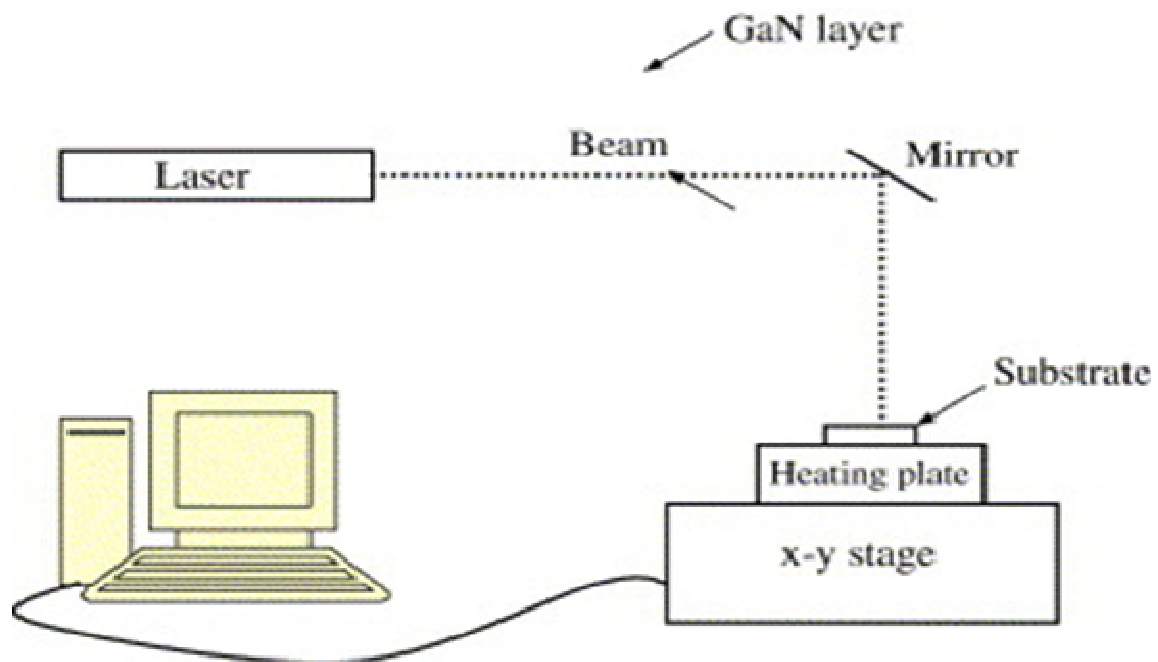 GaN layer
Beam
Mirror
Laser
Substrate
Heating plate
x-y stage